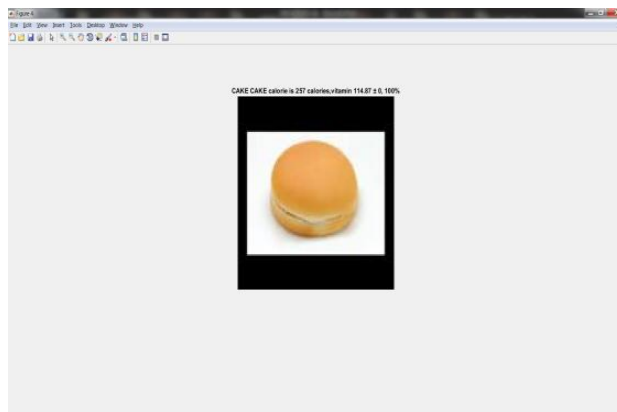 Figure 4
File Edit View Insert Tools Desktop Window Help
CAKE CAKE calorie is 257 calories,vitamin 114.87 ± 0, 100%